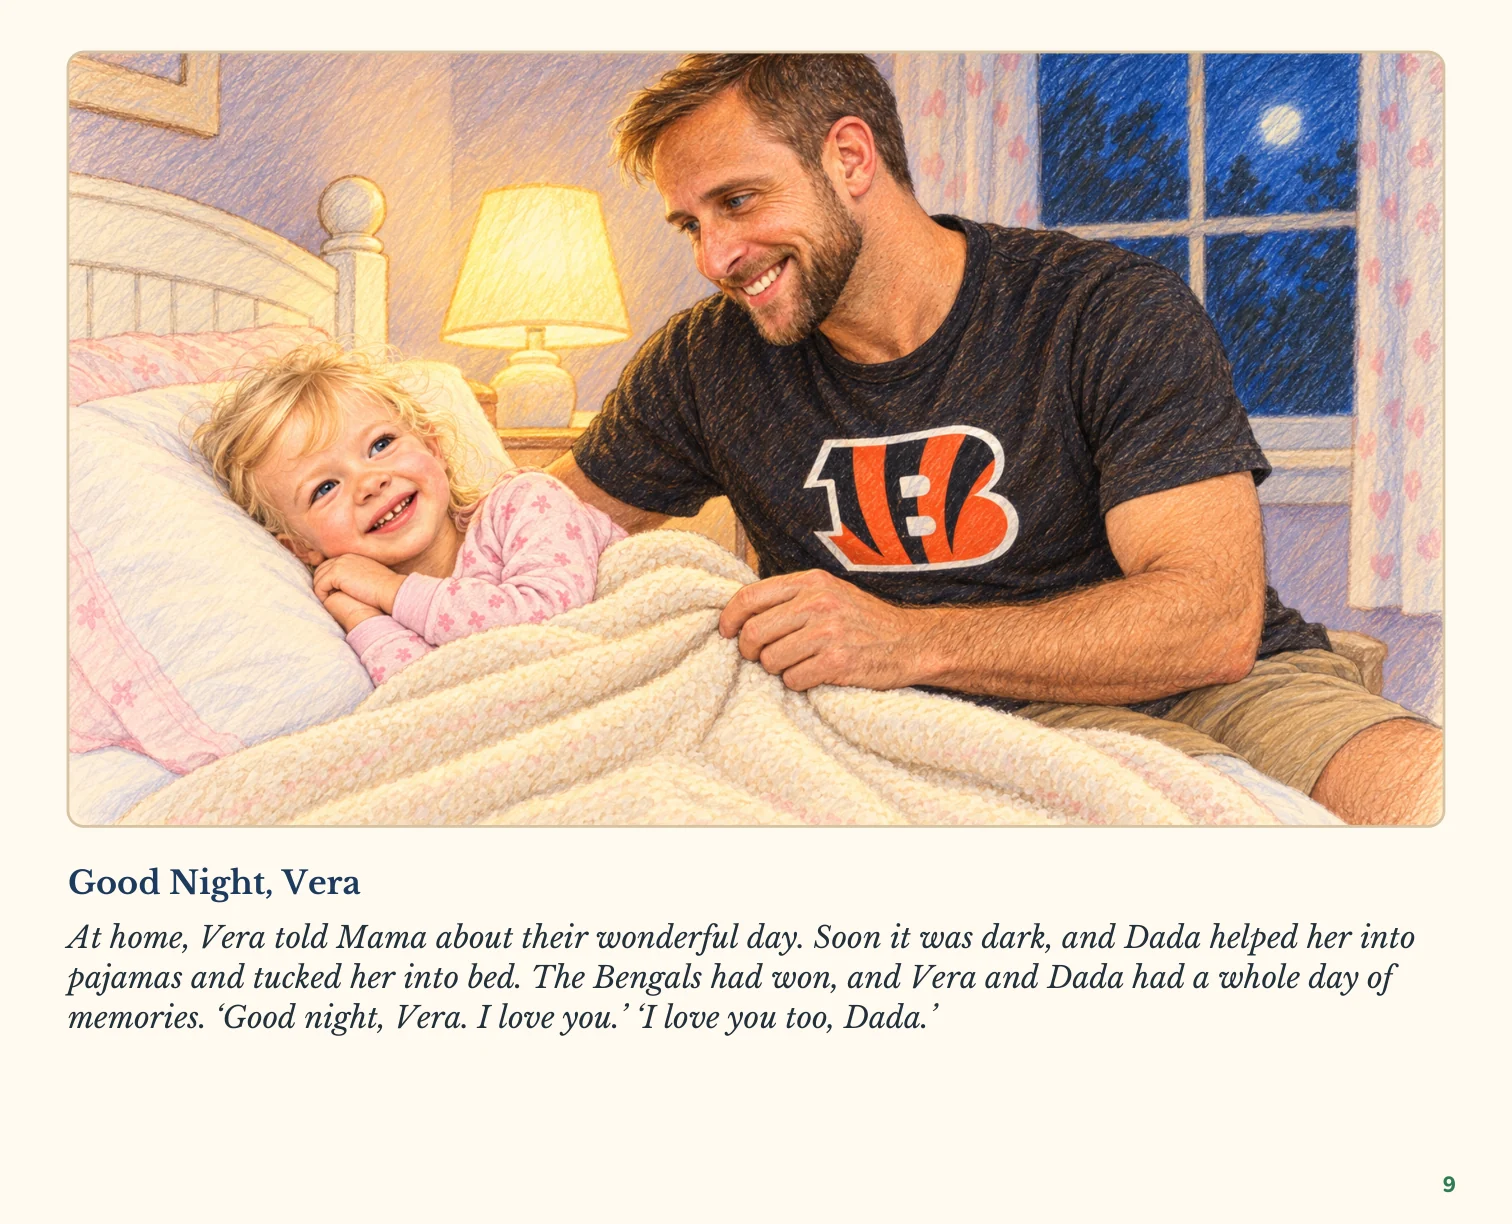 B
Good Night, Vera
At home, Vera told Mama about their wonderful day. Soon it was dark, and Dada helped her into
pajamas and tucked her into bed. The Bengals had won, and Vera and Dada had a whole day of
memories. ‘Good night, Vera. I love you.’ ‘I love you too, Dada.’
9